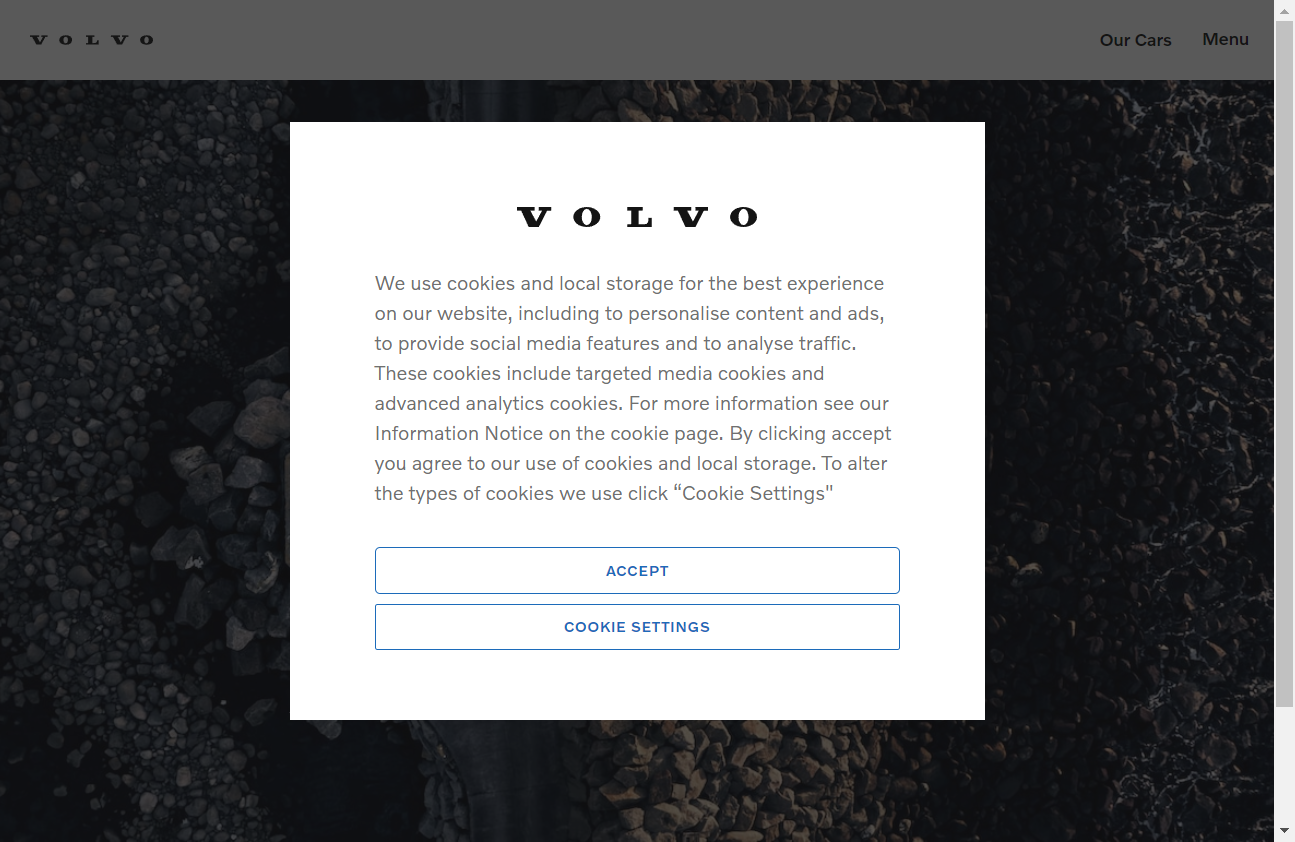 VOLVO
Our Cars
Menu
VOLVO
We use cookies and local storage for the best experience
on our website, including to personalise content and ads,
to provide social media features and to analyse traffic.
These cookies include targeted media cookies and
advanced analytics cookies. For more information see our
Information Notice on the cookie page. By clicking accept
you agree to our use of cookies and local storage. To alter
the types of cookies we use click “Cookie Settings"
ACCEPT
COOKIE SETTINGS